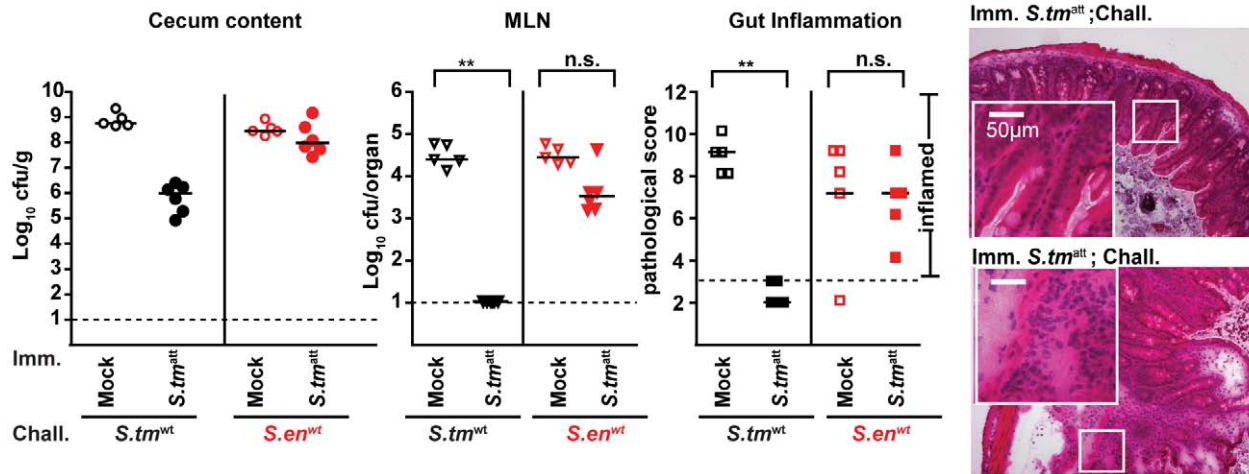 Cecum content
Log₁₀ cfu/g
10
9
8
7
6
5
4
3
2
1
MLN
**
n.s.
Log₁₀ cfu/organ
6
5
4
3
2
1
Gut Inflammation
**
n.s.
pathological score
12
10
8
6
4
2
inflamed
Imm.
Mock
S.tmᵃᵗᵗ
Mock
S.tmᵃᵗᵗ
Mock
S.tmᵃᵗᵗ
Mock
S.tmᵃᵗᵗ
Mock
S.tmᵃᵗᵗ
Mock
S.tmᵃᵗᵗ
Chall.
S.tmʷᵗ
S.enʷᵗ
S.tmʷᵗ
S.enʷᵗ
S.tmʷᵗ
S.enʷᵗ
Imm. S.tmᵃᵗᵗ ;Chall.
50µm
Imm. S.tmᵃᵗᵗ ; Chall.